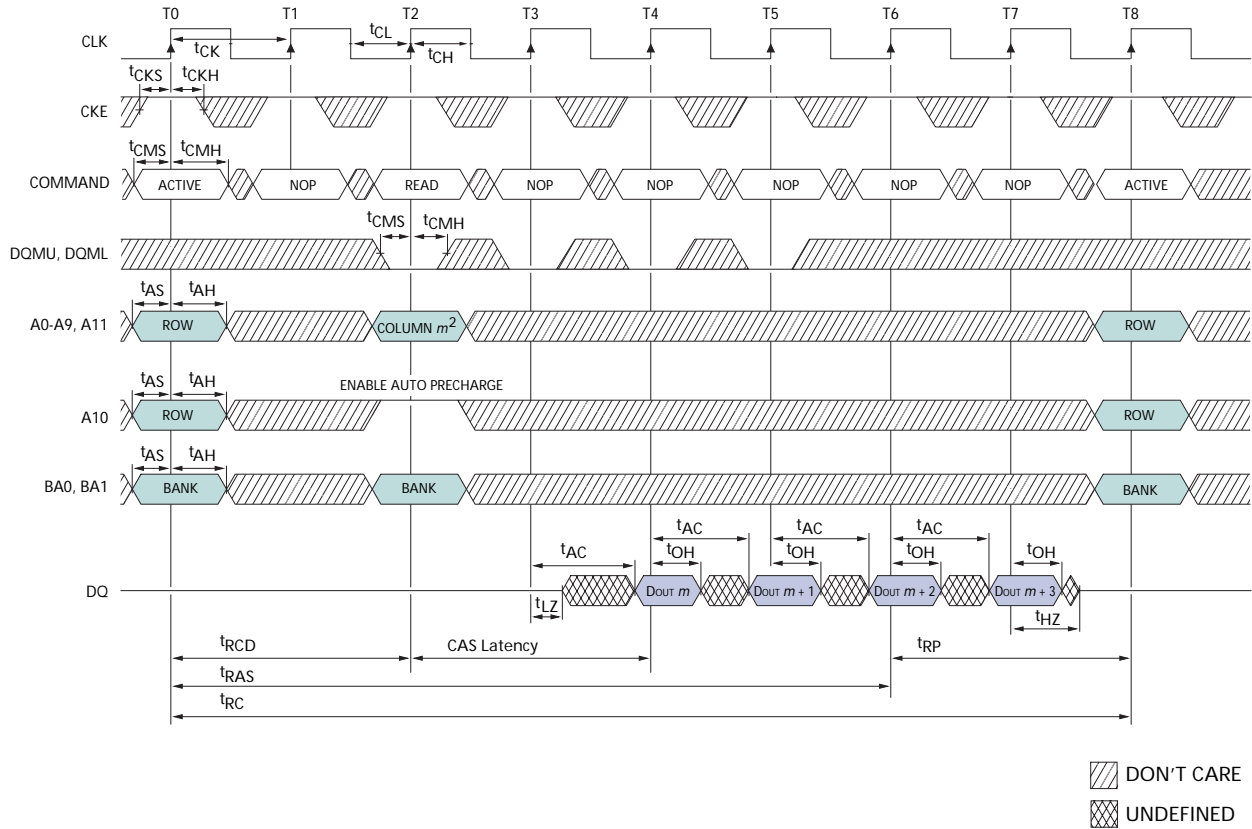 T0 T1 T2 T3 T4 T5 T6 T7 T8
CLK
tCK tCL tCH
tCKS tCKH
CKE
tCMS tCMH
COMMAND ACTIVE NOP READ NOP NOP NOP NOP NOP ACTIVE
tCMS tCMH
DQMU, DQML
tAS tAH
A0-A9, A11 ROW COLUMN m2 ROW
ENABLE AUTO PRECHARGE
tAS tAH
A10 ROW ROW
tAS tAH
BA0, BA1 BANK BANK BANK
tAC tAC tAC tAC
tOH tOH tOH tOH
DQ DOUT m DOUT m + 1 DOUT m + 2 DOUT m + 3
tLZ tHZ
tRCD CAS Latency tRP
tRAS
tRC
DON'T CARE
UNDEFINED